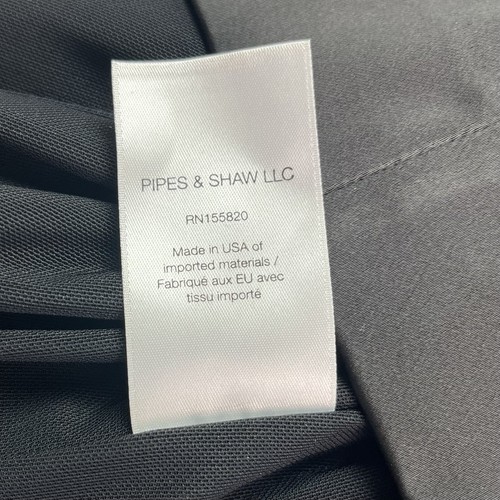 PIPES & SHAW LLC
RN155820
Made in USA of
imported materials /
Fabriqué aux EU avec
tissu importé